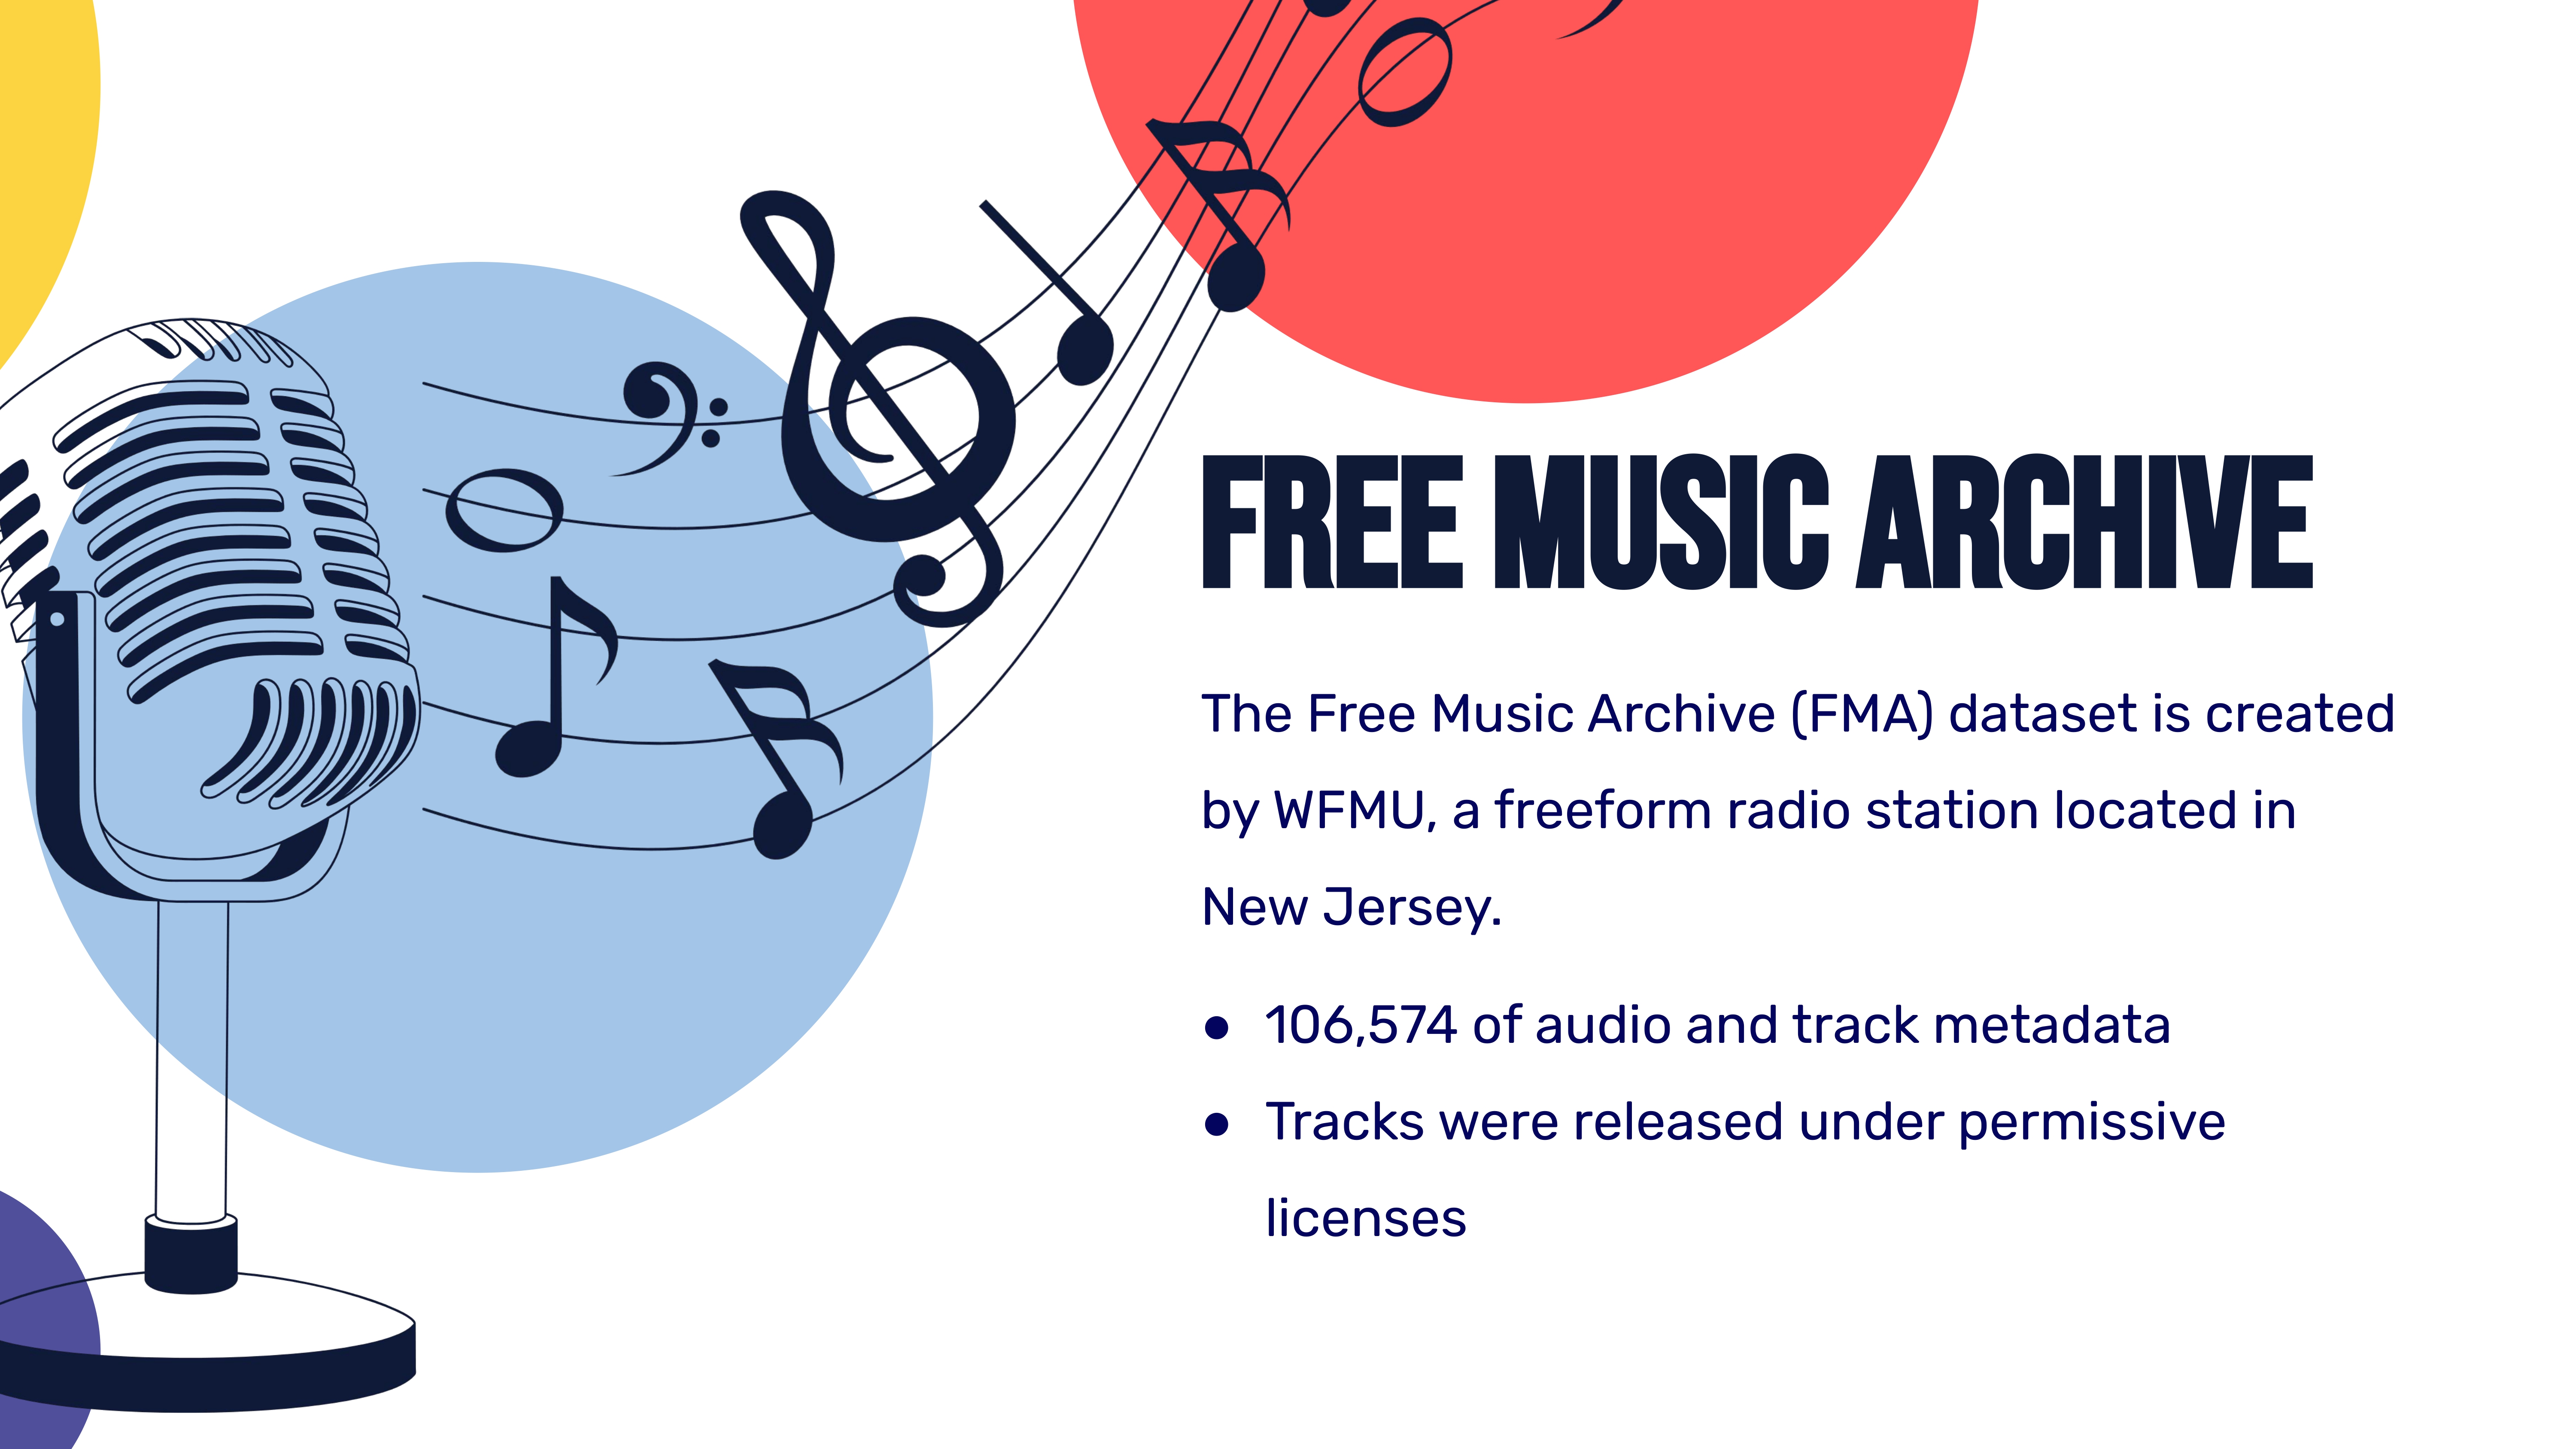 FREE MUSIC ARCHIVE
The Free Music Archive (FMA) dataset is created
by WFMU, a freeform radio station located in
New Jersey.
● 106,574 of audio and track metadata
● Tracks were released under permissive
licenses